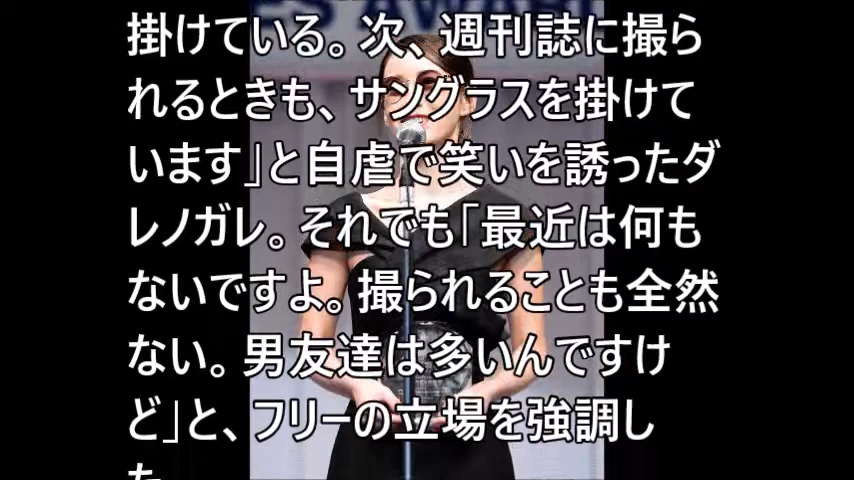 掛けている。次、週刊誌に撮ら
れるときも、サングラスを掛けて
います」と自虐で笑いを誘ったダ
レノガレ。それでも「最近は何も
ないですよ。撮られることも全然
ない。男友達は多いんですけ
ど」と、フリーの立場を強調し
た